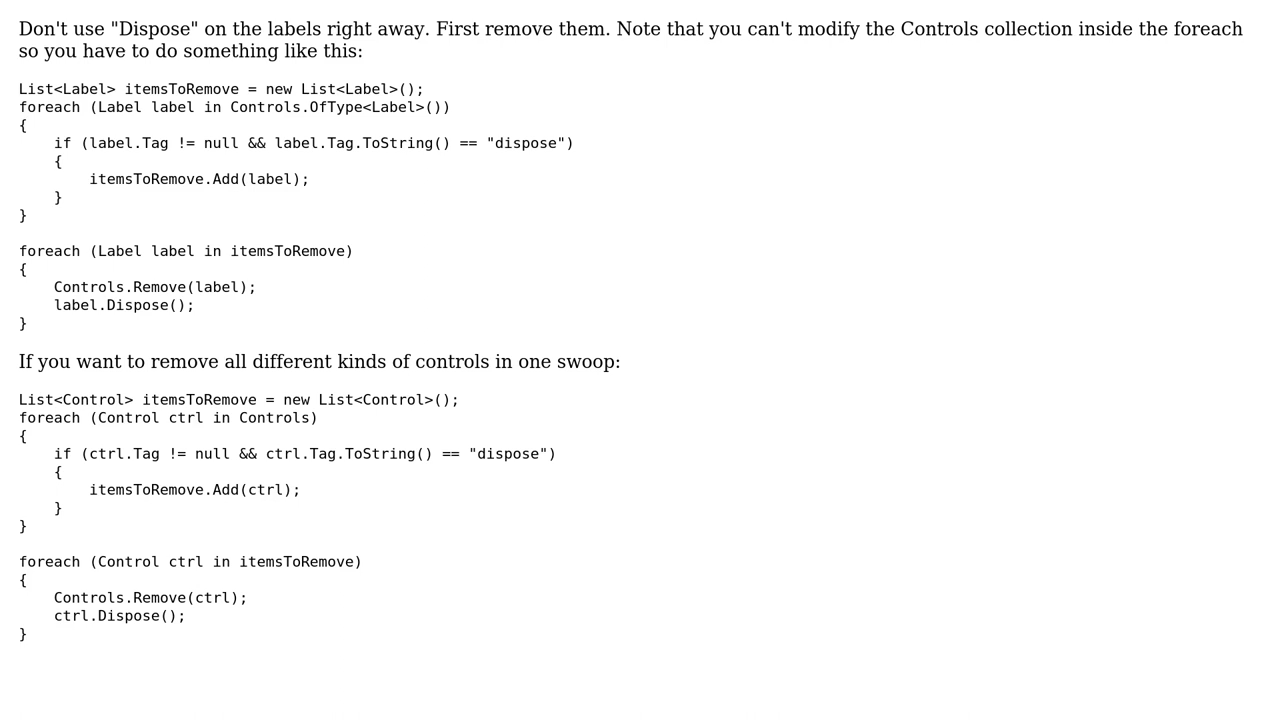 Don't use "Dispose" on the labels right away. First remove them. Note that you can't modify the Controls collection inside the foreach
so you have to do something like this:
List<Label> itemsToRemove = new List<Label>();
foreach (Label label in Controls.OfType<Label>())
{
    if (label.Tag != null && label.Tag.ToString() == "dispose")
    {
        itemsToRemove.Add(label);
    }
}
foreach (Label label in itemsToRemove)
{
    Controls.Remove(label);
    label.Dispose();
}
If you want to remove all different kinds of controls in one swoop:
List<Control> itemsToRemove = new List<Control>();
foreach (Control ctrl in Controls)
{
    if (ctrl.Tag != null && ctrl.Tag.ToString() == "dispose")
    {
        itemsToRemove.Add(ctrl);
    }
}
foreach (Control ctrl in itemsToRemove)
{
    Controls.Remove(ctrl);
    ctrl.Dispose();
}